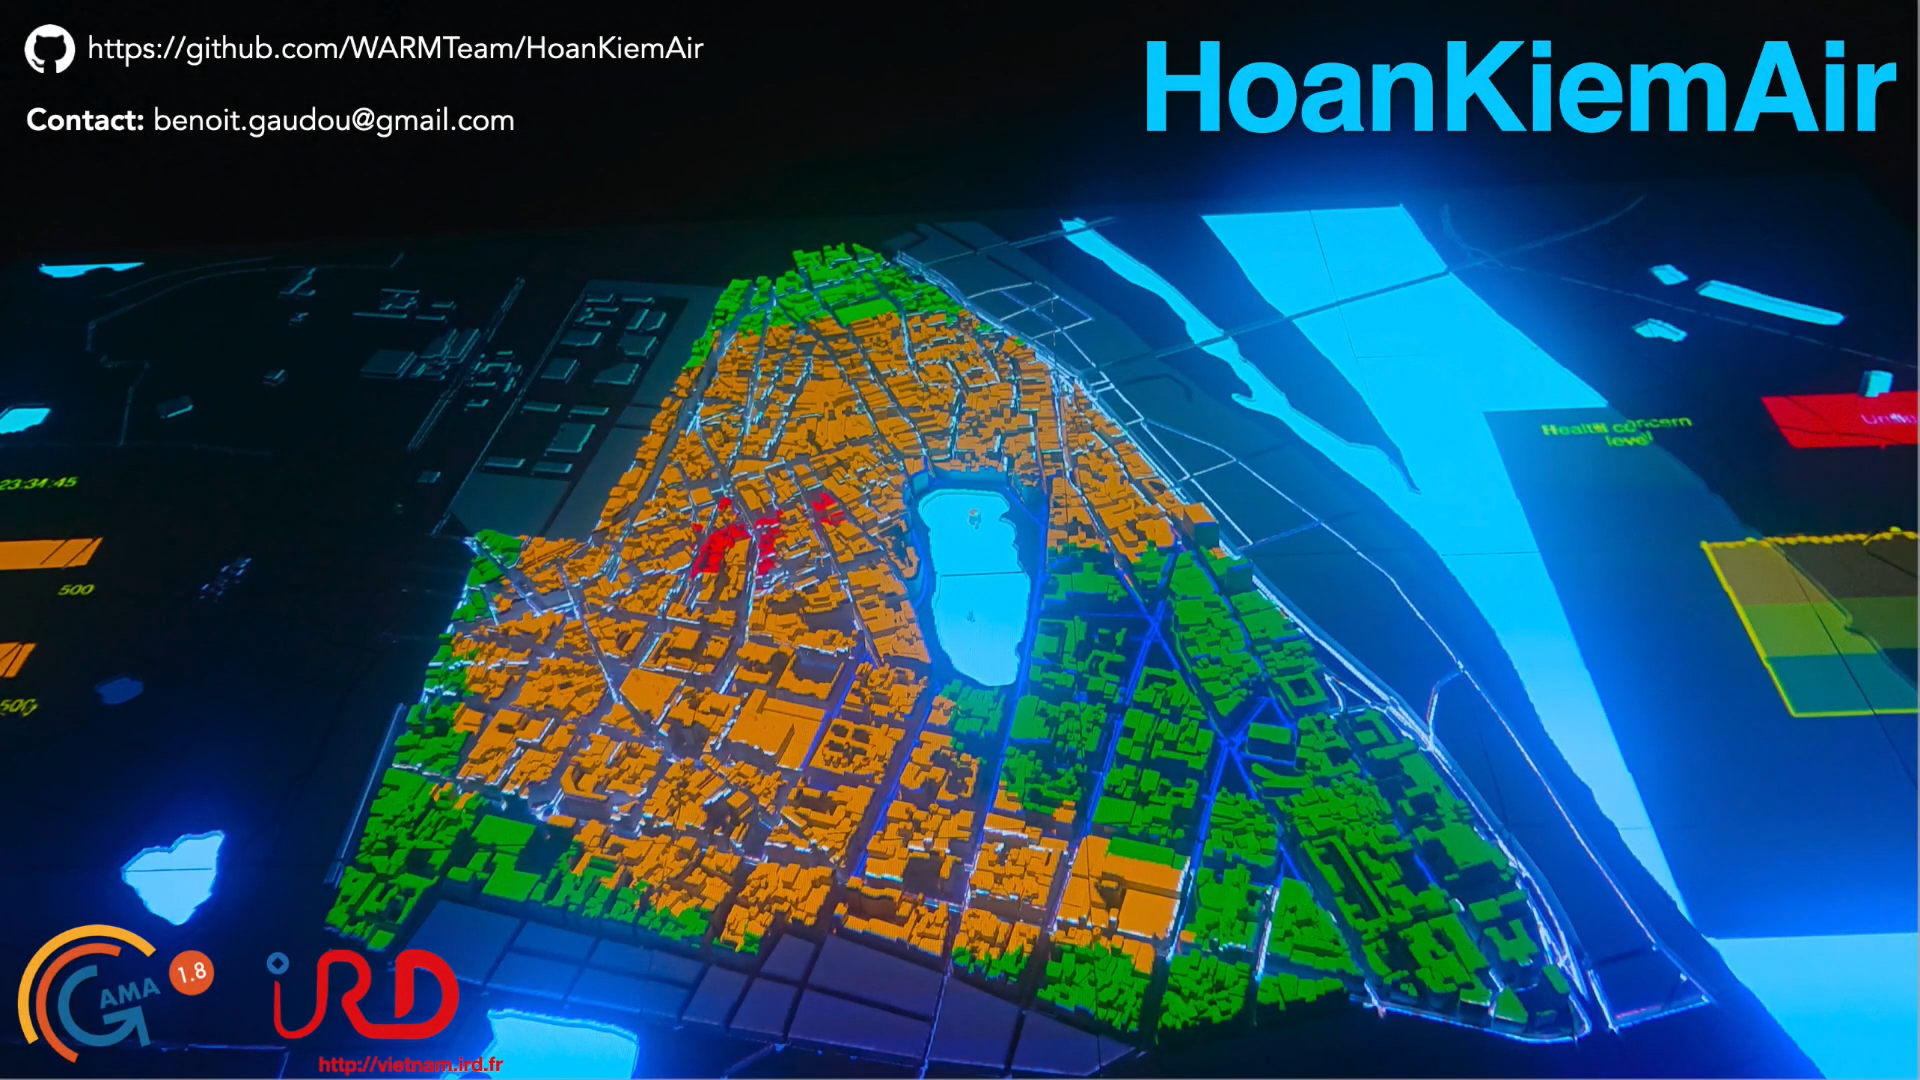 https://github.com/WARMTeam/HoanKiemAir
HoanKiemAir
Contact: benoit.gaudou@gmail.com
Health concern
level
23:34:45
500
GAMA 1.8
iRD
http://vietnam.ird.fr